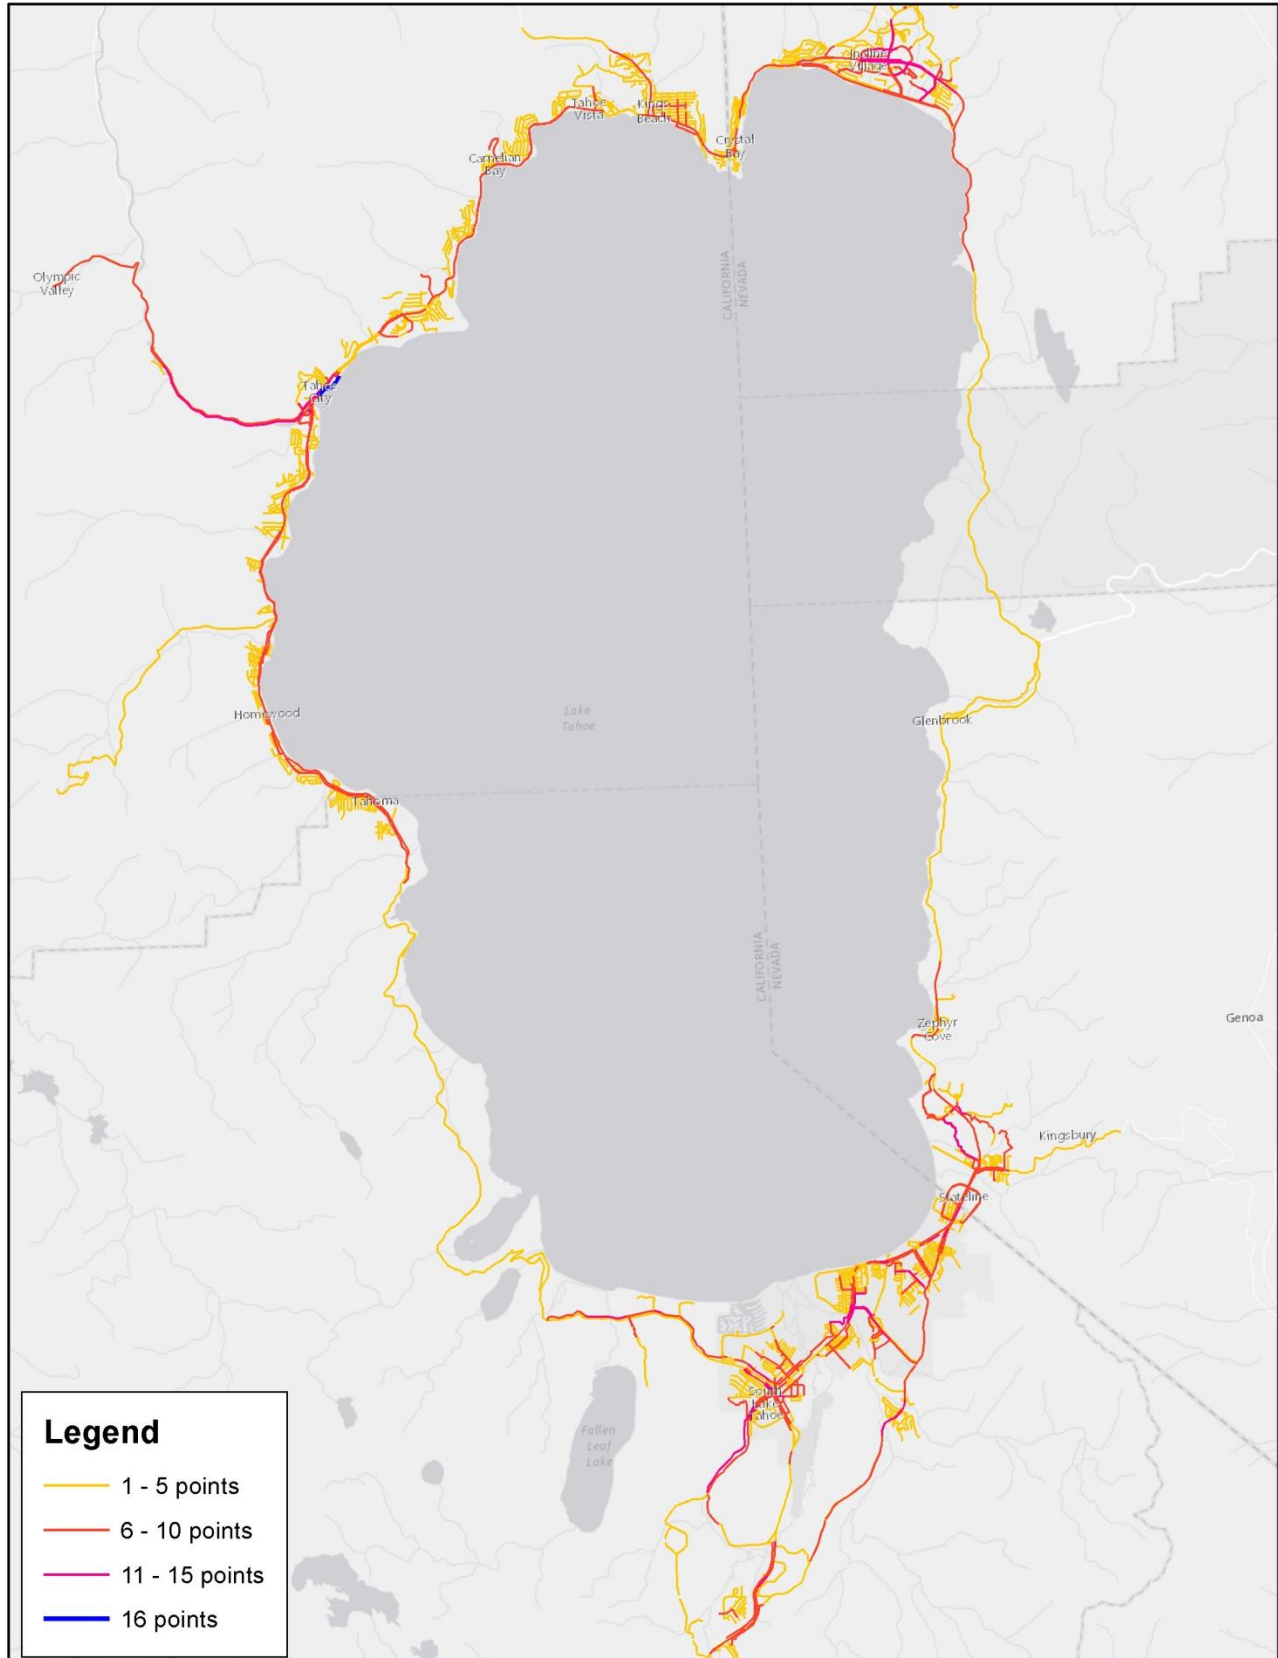 Incline
Village
Tahoe
Vista
Kings
Beach
Crystal
Bay
Carnelian
Bay
Olympic
Valley
CALIFORNIA
NEVADA
Tahoe
City
Lake
Tahoe
Homewood
Glenbrook
Tahoma
CALIFORNIA
NEVADA
Zephyr
Cove
Genoa
Kingsbury
Stateline
South
Lake
Tahoe
Fallen
Leaf
Lake
Legend
1 - 5 points
6 - 10 points
11 - 15 points
16 points